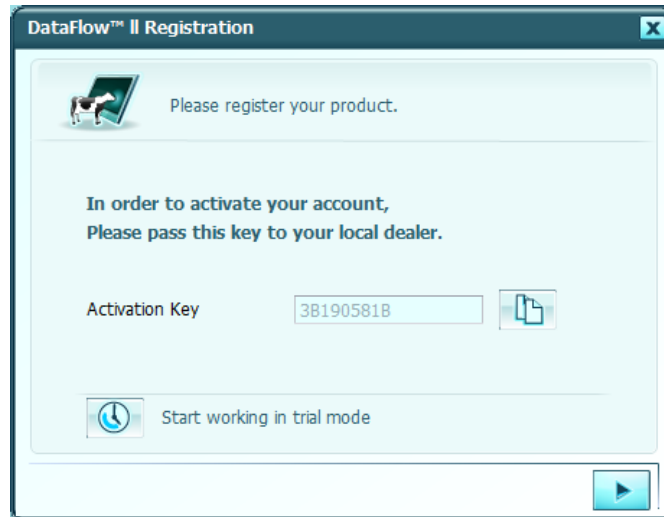 DataFlow™ ll Registration
Please register your product.
In order to activate your account,
Please pass this key to your local dealer.
Activation Key 3B190581B
Start working in trial mode